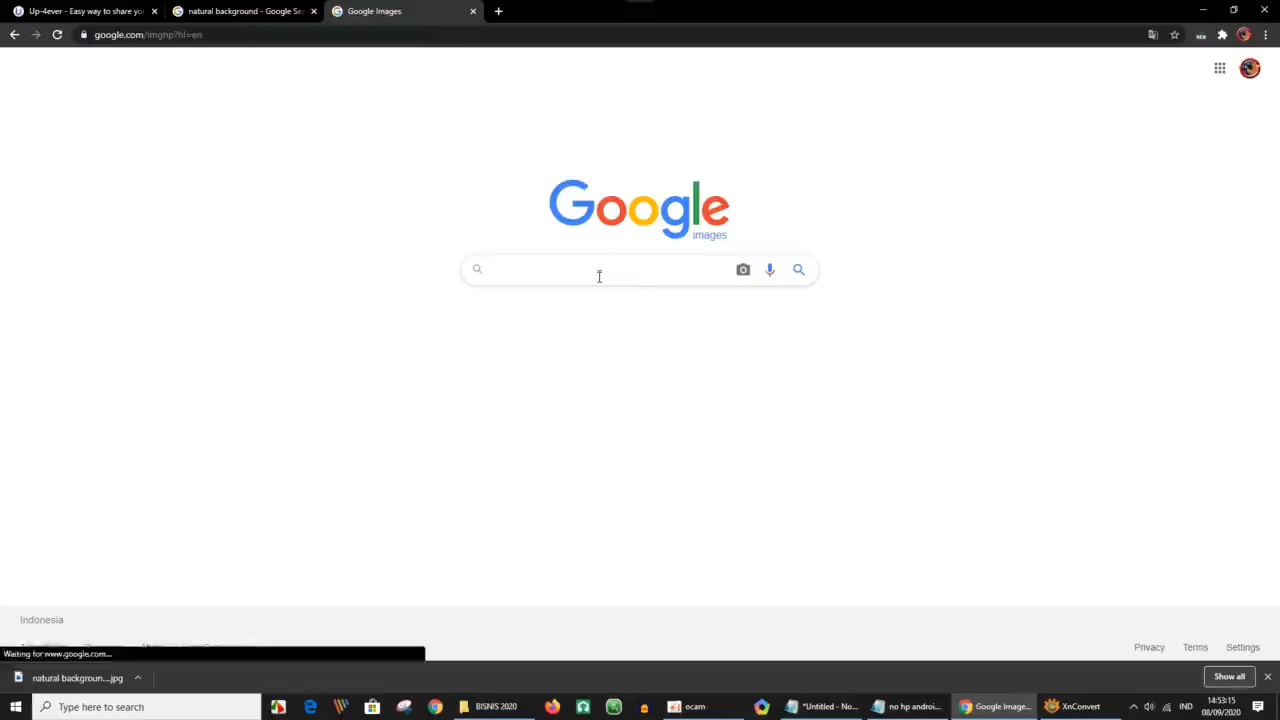 Up-4ever - Easy way to share yo
natural background - Google Se
Google Images
google.com/imghp?hl=en
Google
images
Indonesia
Waiting for www.google.com...
Privacy
Terms
Settings
natural backgroun....jpg
Show all
Type here to search
BISNIS 2020
ocam
*Untitled - No...
no hp androi...
Google Image...
XnConvert
IND
14:53:15
08/09/2020